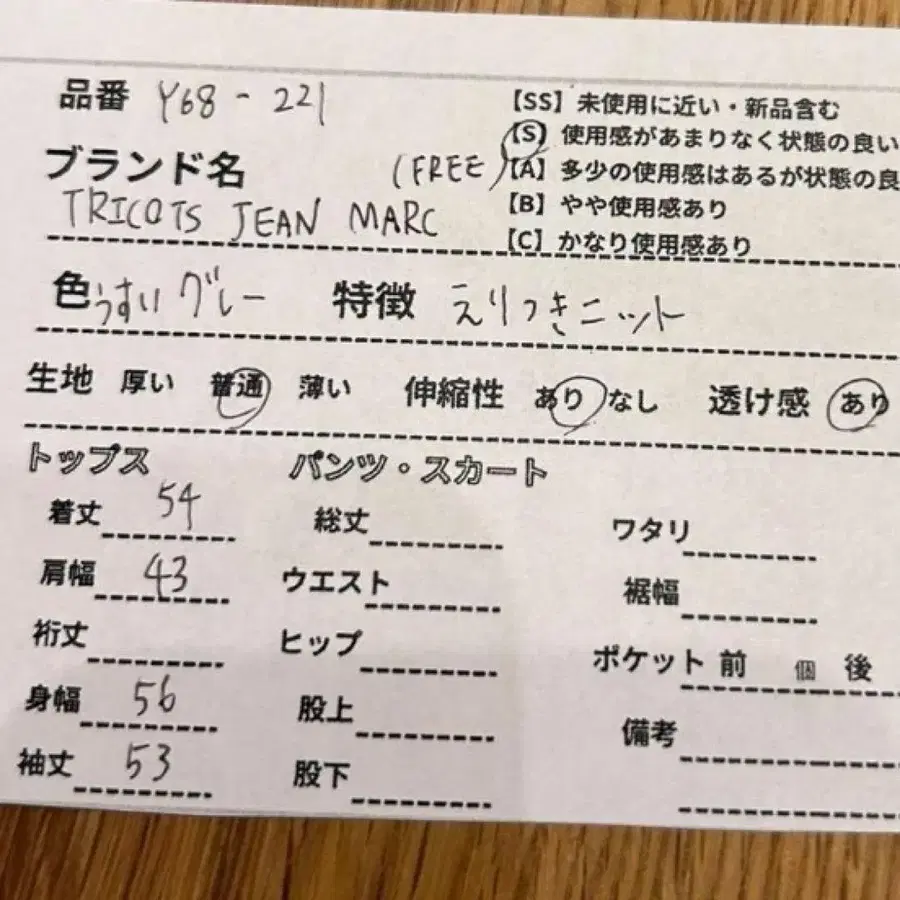 品番 Y68 - 221
【SS】未使用に近い・新品含む
【S】使用感があまりなく状態の良い
【A】多少の使用感はあるが状態の良
【B】やや使用感あり
【C】かなり使用感あり
ブランド名 (FREE)
TRICOTS JEAN MARC
色 うすいグレー 特徴 えりつきニット
生地 厚い 普通 薄い 伸縮性 あり なし 透け感 あり
トップス パンツ・スカート
着丈 54 総丈 ワタリ
肩幅 43 ウエスト 裾幅
裄丈 ヒップ ポケット 前 個 後
身幅 56 股上 備考
袖丈 53 股下